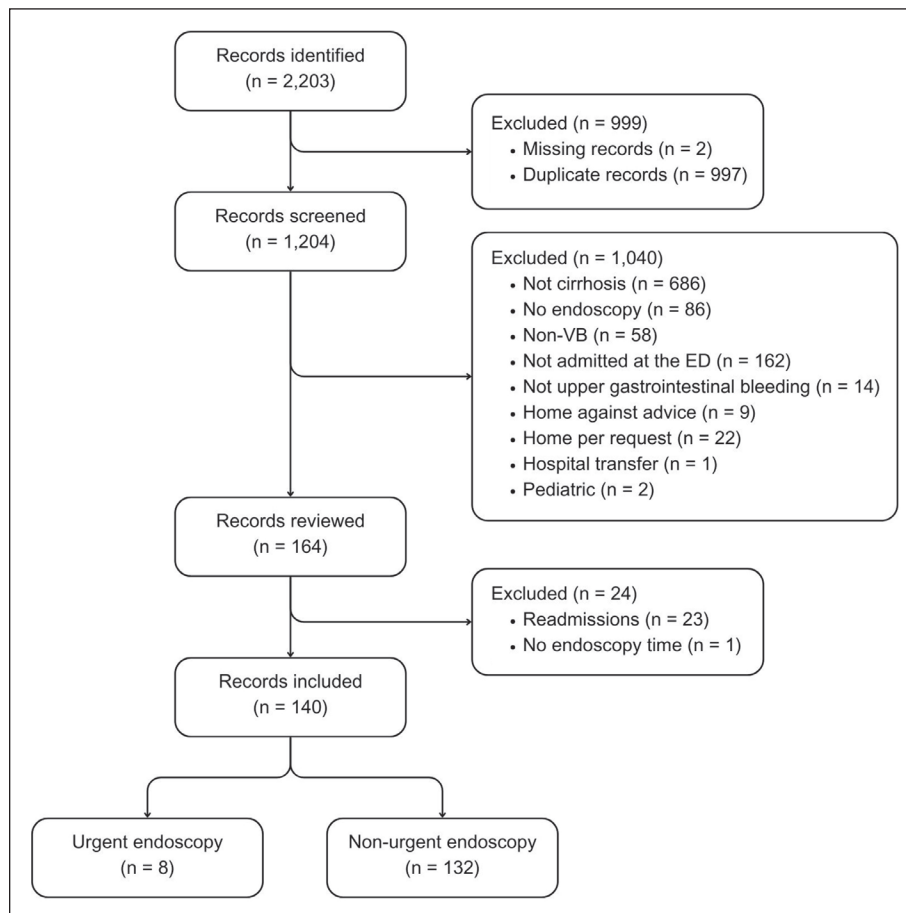 Records identified
(n = 2,203)
Excluded (n = 999)
• Missing records (n = 2)
• Duplicate records (n = 997)
Records screened
(n = 1,204)
Excluded (n = 1,040)
• Not cirrhosis (n = 686)
• No endoscopy (n = 86)
• Non-VB (n = 58)
• Not admitted at the ED (n = 162)
• Not upper gastrointestinal bleeding (n = 14)
• Home against advice (n = 9)
• Home per request (n = 22)
• Hospital transfer (n = 1)
• Pediatric (n = 2)
Records reviewed
(n = 164)
Excluded (n = 24)
• Readmissions (n = 23)
• No endoscopy time (n = 1)
Records included
(n = 140)
Urgent endoscopy
(n = 8)
Non-urgent endoscopy
(n = 132)